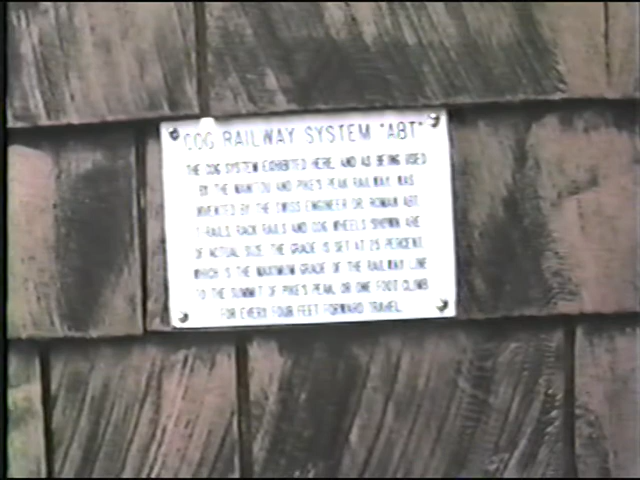 COG RAILWAY SYSTEM "ABT"
THE COG SYSTEM EXHIBITED HERE, AND AS BEING USED
BY THE MANITOU AND PIKE'S PEAK RAILWAY, WAS
INVENTED BY THE SWISS ENGINEER DR. ROMAN ABT.
T-RAILS, RACK RAILS AND COG WHEELS SHOWN ARE
OF ACTUAL SIZE. THE GRADE IS SET AT 25 PERCENT,
WHICH IS THE MAXIMUM GRADE OF THE RAILWAY LINE
TO THE SUMMIT OF PIKE'S PEAK, OR ONE FOOT CLIMB
FOR EVERY FOUR FEET FORWARD TRAVEL.